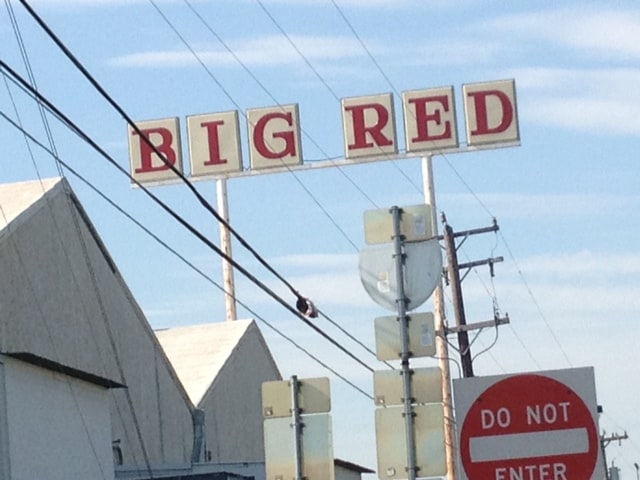 BIG RED
DO NOT
ENTER